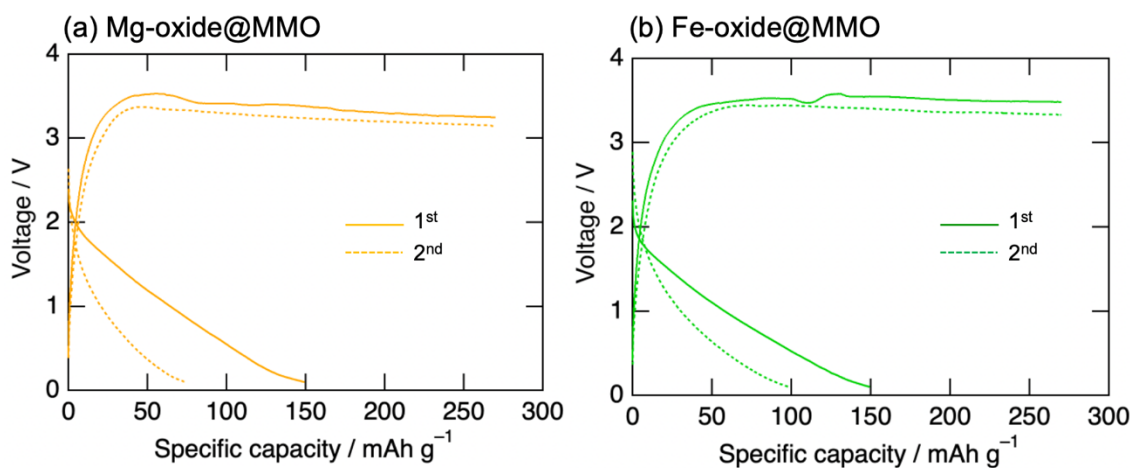 (a) Mg-oxide@MMO
4
3
2
1
0
Voltage / V
1st
2nd
0 50 100 150 200 250 300
Specific capacity / mAh g⁻¹
(b) Fe-oxide@MMO
4
3
2
1
0
Voltage / V
1st
2nd
0 50 100 150 200 250 300
Specific capacity / mAh g⁻¹